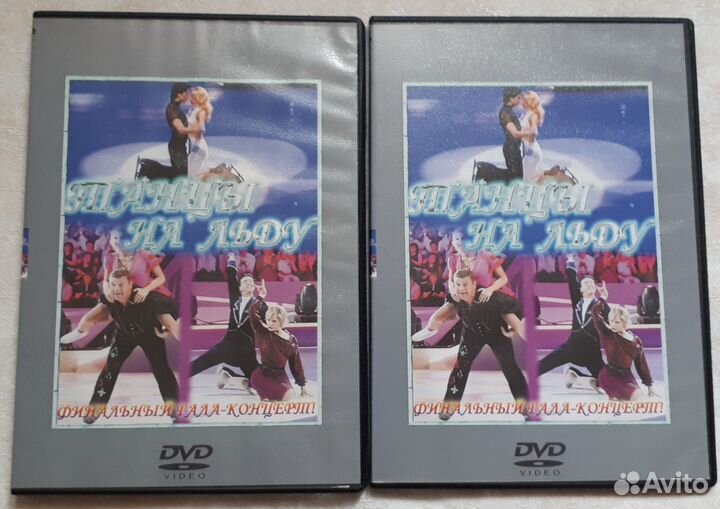 ТАНЦЫ
НА ЛЬДУ
ФИНАЛЬНЫЙ ГАЛА-КОНЦЕРТ!
DVD
VIDEO
ТАНЦЫ
НА ЛЬДУ
ФИНАЛЬНЫЙ ГАЛА-КОНЦЕРТ!
DVD
VIDEO
Avito